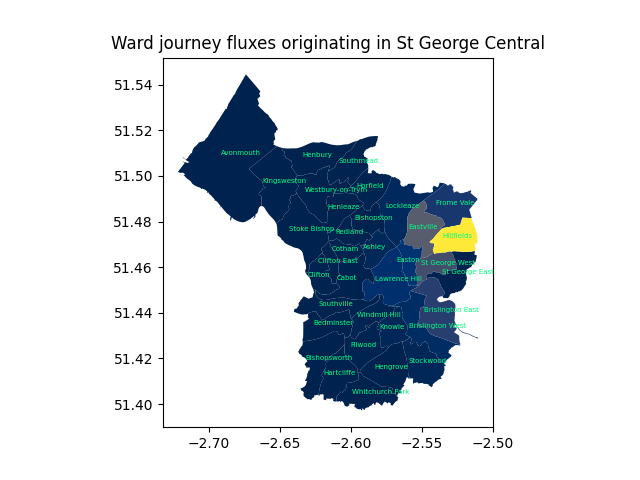 Ward journey fluxes originating in St George Central
51.54
51.52
51.50
51.48
51.46
51.44
51.42
51.40
Avonmouth
Henbury
Southmead
Kingsweston
Horfield
Westbury-on-Trym
Henleaze
Lockleaze
Frome Vale
Bishopston
Stoke Bishop
Redland
Eastville
Hillfields
Cotham
Ashley
Clifton East
Easton
St George West
Clifton
Cabot
Lawrence Hill
St George East
Southville
Brislington East
Windmill Hill
Bedminster
Knowle
Brislington West
Filwood
Bishopsworth
Stockwood
Hartcliffe
Hengrove
Whitchurch Park
−2.70 −2.65 −2.60 −2.55 −2.50